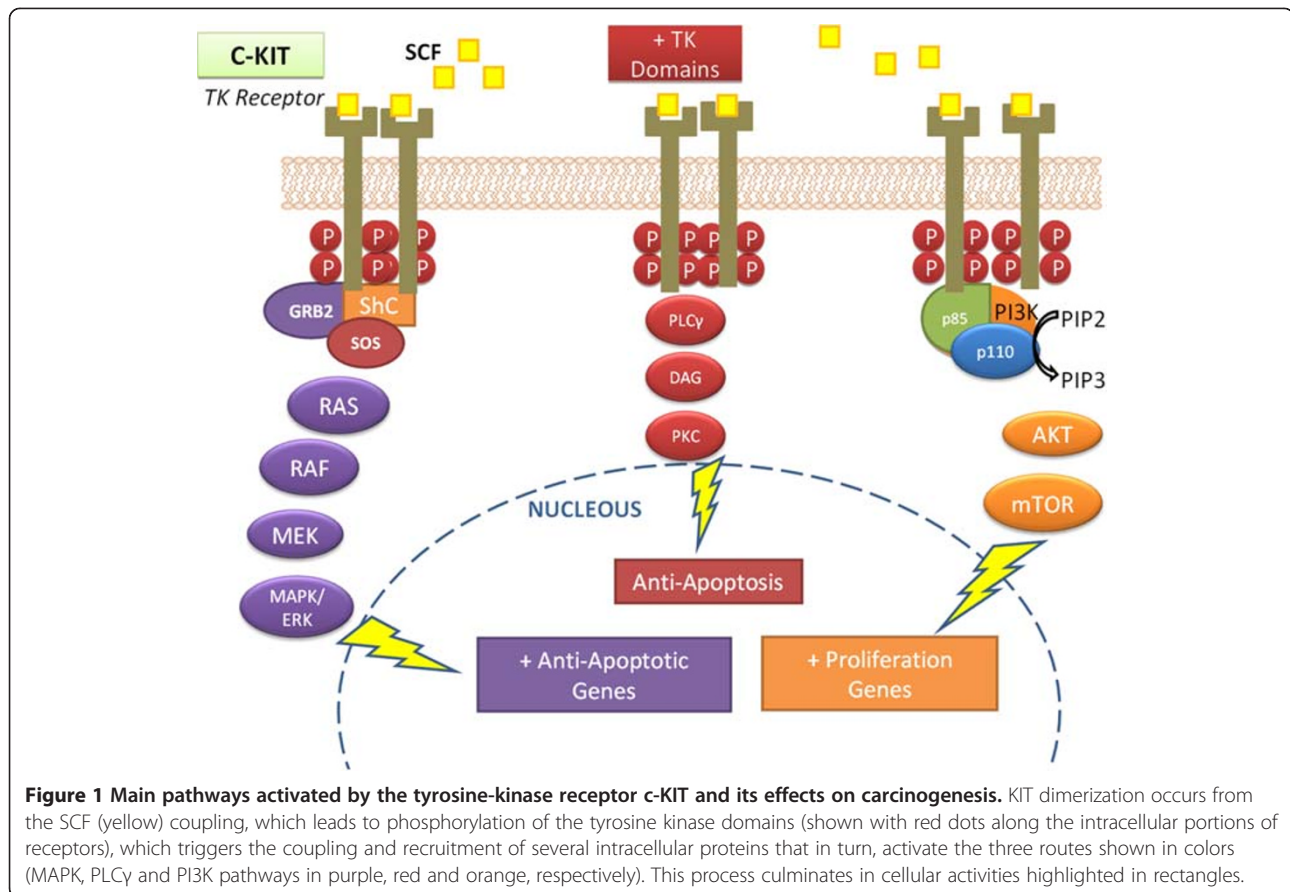 C-KIT
TK Receptor
SCF
+ TK
Domains
P P P P
P P P P
P P P P
P P P P
P P P P
P P P P
GRB2
ShC
SOS
RAS
RAF
MEK
MAPK/
ERK
PLCγ
DAG
PKC
p85
PI3K
p110
PIP2
PIP3
AKT
mTOR
NUCLEOUS
Anti-Apoptosis
+ Anti-Apoptotic
Genes
+ Proliferation
Genes
Figure 1 Main pathways activated by the tyrosine-kinase receptor c-KIT and its effects on carcinogenesis. KIT dimerization occurs from
the SCF (yellow) coupling, which leads to phosphorylation of the tyrosine kinase domains (shown with red dots along the intracellular portions of
receptors), which triggers the coupling and recruitment of several intracellular proteins that in turn, activate the three routes shown in colors
(MAPK, PLCγ and PI3K pathways in purple, red and orange, respectively). This process culminates in cellular activities highlighted in rectangles.